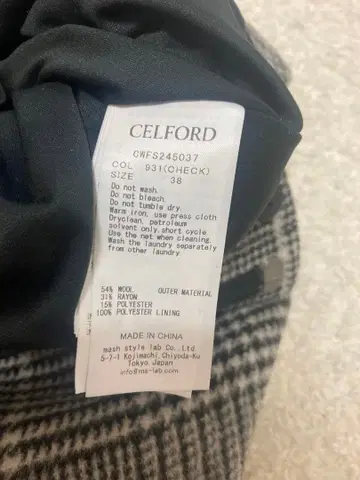 CELFORD
CWFS245037
COL 931(CHECK)
SIZE 38
Do not wash.
Do not bleach.
Do not tumble dry.
Warm iron, use press cloth
Dryclean, petroleum
solvent only,short cycle.
Use the net when cleaning.
Wash the laundry separately
from other laundry.
54% WOOL OUTER MATERIAL
31% RAYON
15% POLYESTER
100% POLYESTER LINING
MADE IN CHINA
mash style lab Co.,Ltd.
5-7-1 Kojimachi,Chiyoda-Ku
Tokyo,Japan
info@ms-lab.com